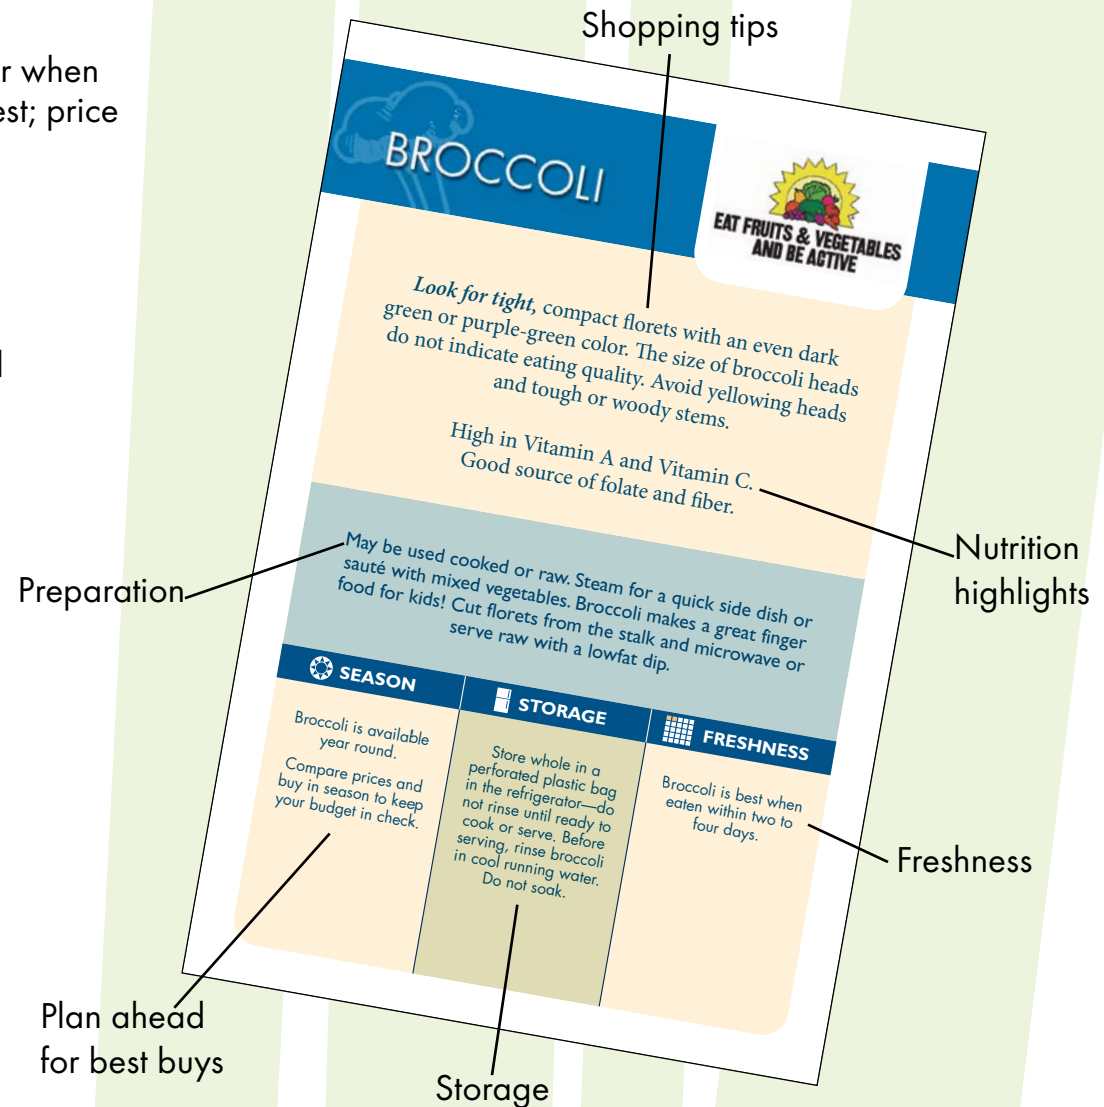 Shopping tips
r when
est; price
BROCCOLI
EAT FRUITS & VEGETABLES
AND BE ACTIVE
Look for tight, compact florets with an even dark
green or purple-green color. The size of broccoli heads
do not indicate eating quality. Avoid yellowing heads
and tough or woody stems.
High in Vitamin A and Vitamin C.
Good source of folate and fiber.
Nutrition
highlights
Preparation
May be used cooked or raw. Steam for a quick side dish or
sauté with mixed vegetables. Broccoli makes a great finger
food for kids! Cut florets from the stalk and microwave or
serve raw with a lowfat dip.
SEASON
Broccoli is available
year round.
Compare prices and
buy in season to keep
your budget in check.
STORAGE
Store whole in a
perforated plastic bag
in the refrigerator—do
not rinse until ready to
cook or serve. Before
serving, rinse broccoli
in cool running water.
Do not soak.
FRESHNESS
Broccoli is best when
eaten within two to
four days.
Freshness
Plan ahead
for best buys
Storage